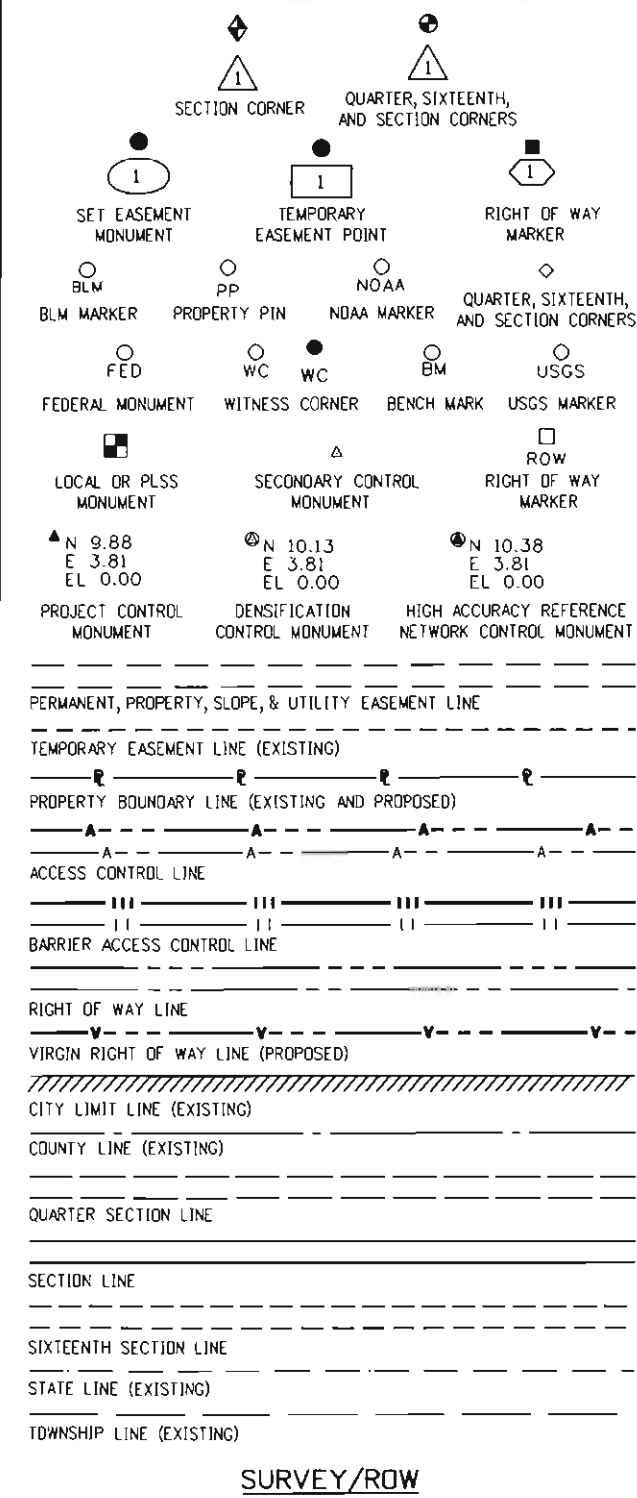 1
1
SECTION CORNER
QUARTER, SIXTEENTH,
AND SECTION CORNERS
1
1
1
SET EASEMENT
MONUMENT
TEMPORARY
EASEMENT POINT
RIGHT OF WAY
MARKER
BLM
PP
NOAA
BLM MARKER
PROPERTY PIN
NOAA MARKER
QUARTER, SIXTEENTH,
AND SECTION CORNERS
FED
WC
WC
BM
USGS
FEDERAL MONUMENT
WITNESS CORNER
BENCH MARK
USGS MARKER
ROW
LOCAL OR PLSS
MONUMENT
SECONDARY CONTROL
MONUMENT
RIGHT OF WAY
MARKER
N 9.88
E 3.81
EL 0.00
N 10.13
E 3.81
EL 0.00
N 10.38
E 3.81
EL 0.00
PROJECT CONTROL
MONUMENT
DENSIFICATION
CONTROL MONUMENT
HIGH ACCURACY REFERENCE
NETWORK CONTROL MONUMENT
PERMANENT, PROPERTY, SLOPE, & UTILITY EASEMENT LINE
TEMPORARY EASEMENT LINE (EXISTING)
PROPERTY BOUNDARY LINE (EXISTING AND PROPOSED)
A A A A
A A A A
ACCESS CONTROL LINE
BARRIER ACCESS CONTROL LINE
RIGHT OF WAY LINE
V V V V
VIRGIN RIGHT OF WAY LINE (PROPOSED)
CITY LIMIT LINE (EXISTING)
COUNTY LINE (EXISTING)
QUARTER SECTION LINE
SECTION LINE
SIXTEENTH SECTION LINE
STATE LINE (EXISTING)
TOWNSHIP LINE (EXISTING)
SURVEY/ROW